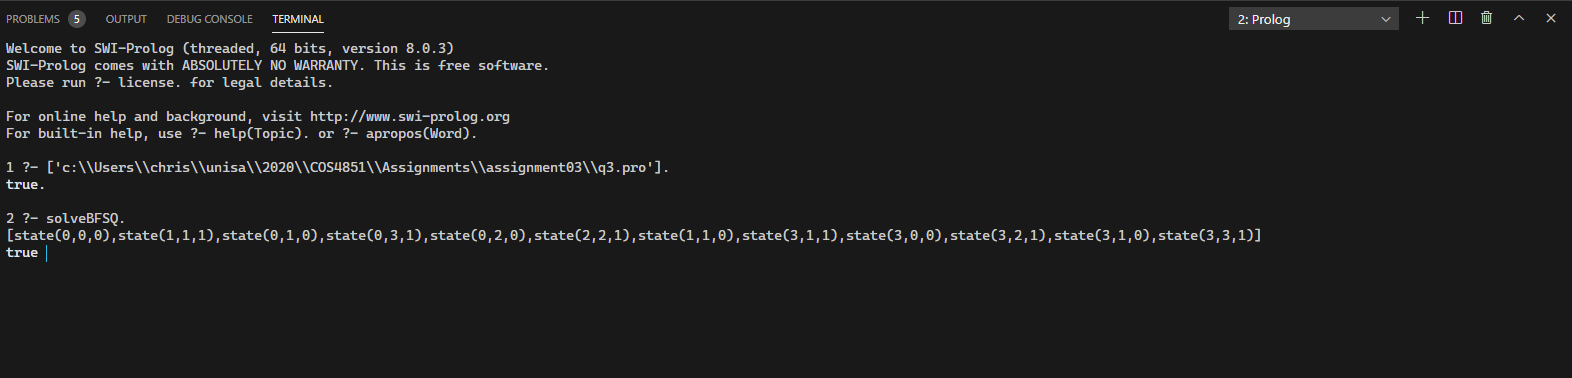 PROBLEMS 5 OUTPUT DEBUG CONSOLE TERMINAL 2: Prolog
Welcome to SWI-Prolog (threaded, 64 bits, version 8.0.3)
SWI-Prolog comes with ABSOLUTELY NO WARRANTY. This is free software.
Please run ?- license. for legal details.
For online help and background, visit http://www.swi-prolog.org
For built-in help, use ?- help(Topic). or ?- apropos(Word).
1 ?- ['c:\\Users\\chris\\unisa\\2020\\COS4851\\Assignments\\assignment03\\q3.pro'].
true.
2 ?- solveBFSQ.
[state(0,0,0),state(1,1,1),state(0,1,0),state(0,3,1),state(0,2,0),state(2,2,1),state(1,1,0),state(3,1,1),state(3,0,0),state(3,2,1),state(3,1,0),state(3,3,1)]
true